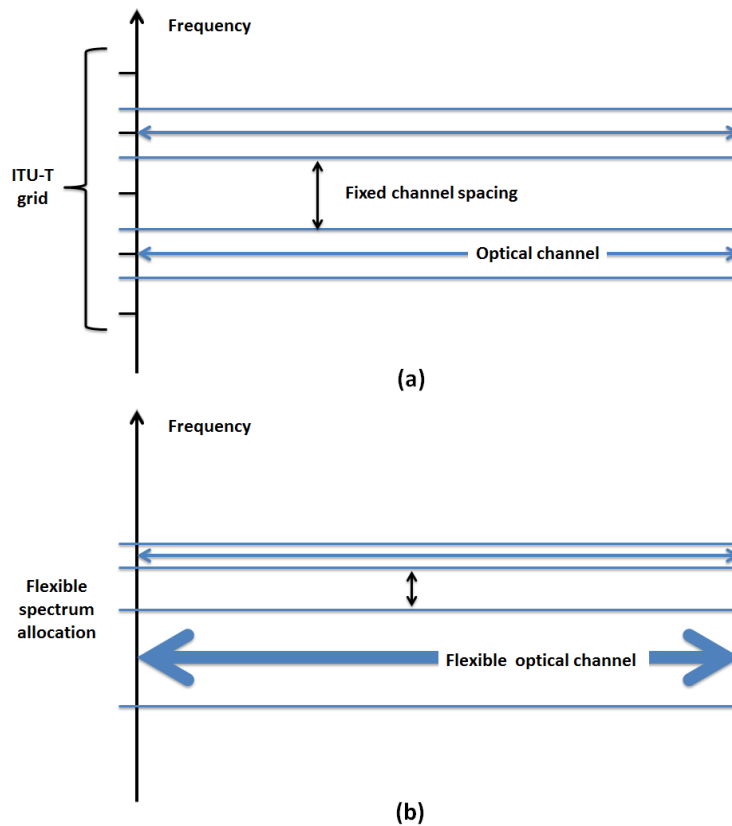 Frequency
ITU-T
grid
Fixed channel spacing
Optical channel
(a)
Frequency
Flexible
spectrum
allocation
Flexible optical channel
(b)